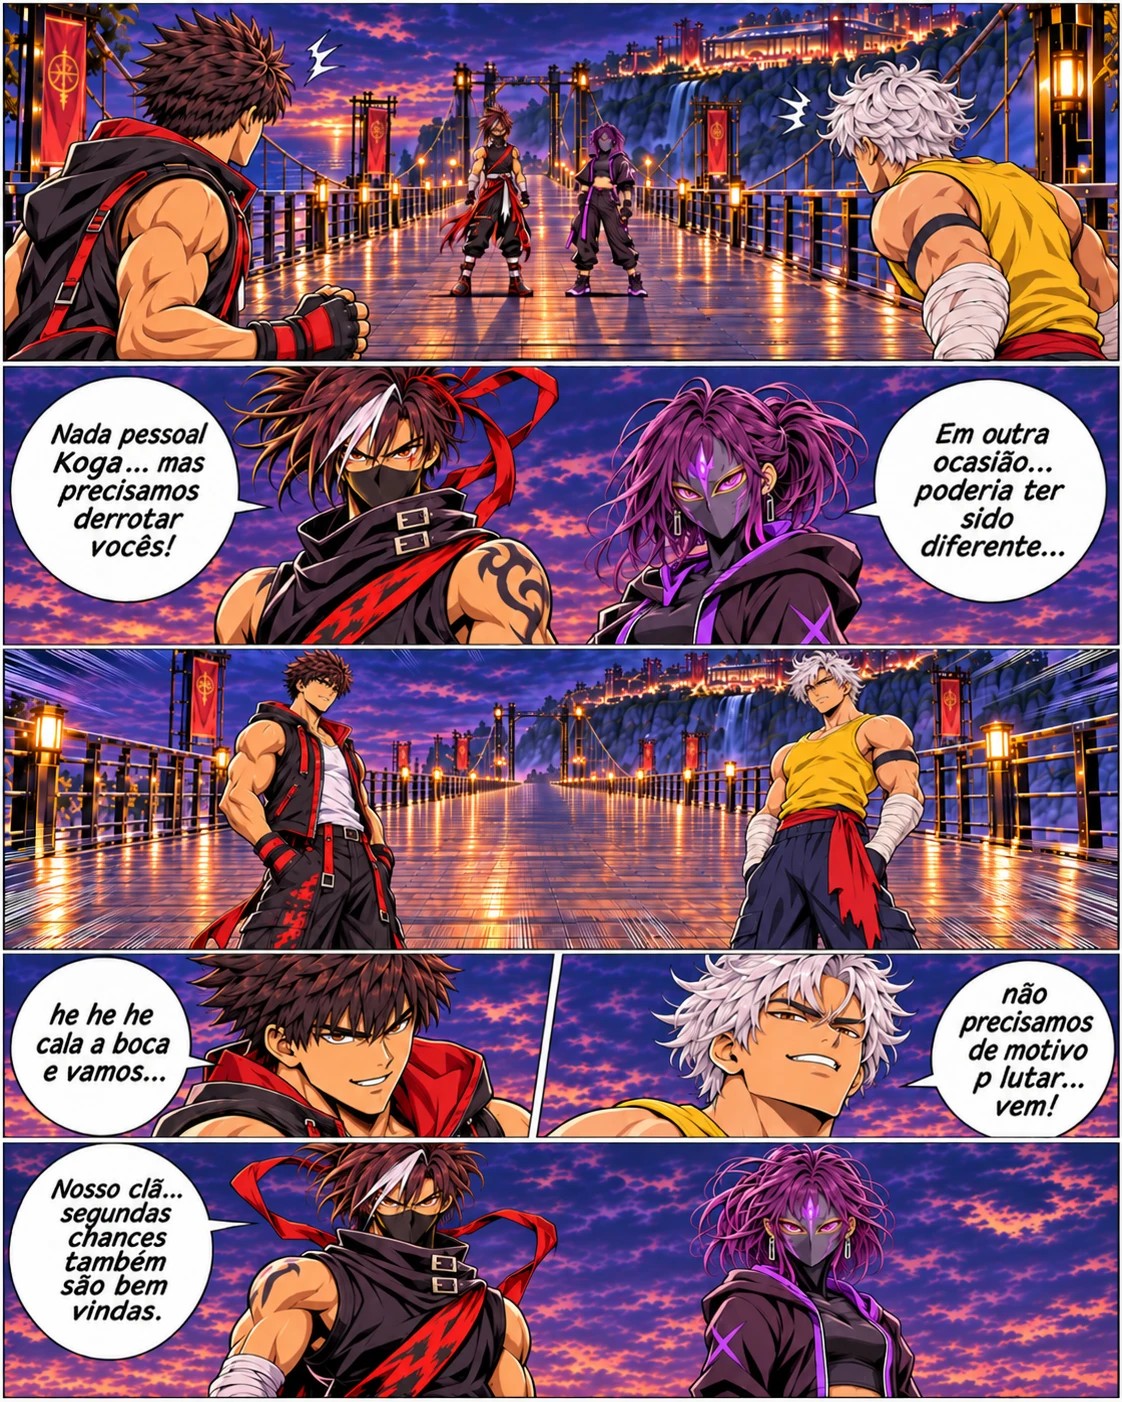 Nada pessoal
Koga... mas
precisamos
derrotar
vocês!
Em outra
ocasião...
poderia ter
sido
diferente...
he he he
cala a boca
e vamos...
não
precisamos
de motivo
p lutar...
vem!
Nosso clã...
segundas
chances
também
são bem
vindas.